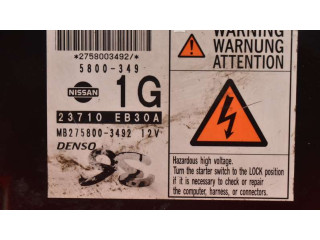 *2758003492/*
5800-349
NISSAN
1G
23710 EB30A
MB275800-3492 12V
DENSO
WARNING
WARNUNG
ATTENTION
Hazardous high voltage.
Turn the starter switch to the LOCK position
if it is necessary to check or repair
the computer, harness, or connectors.